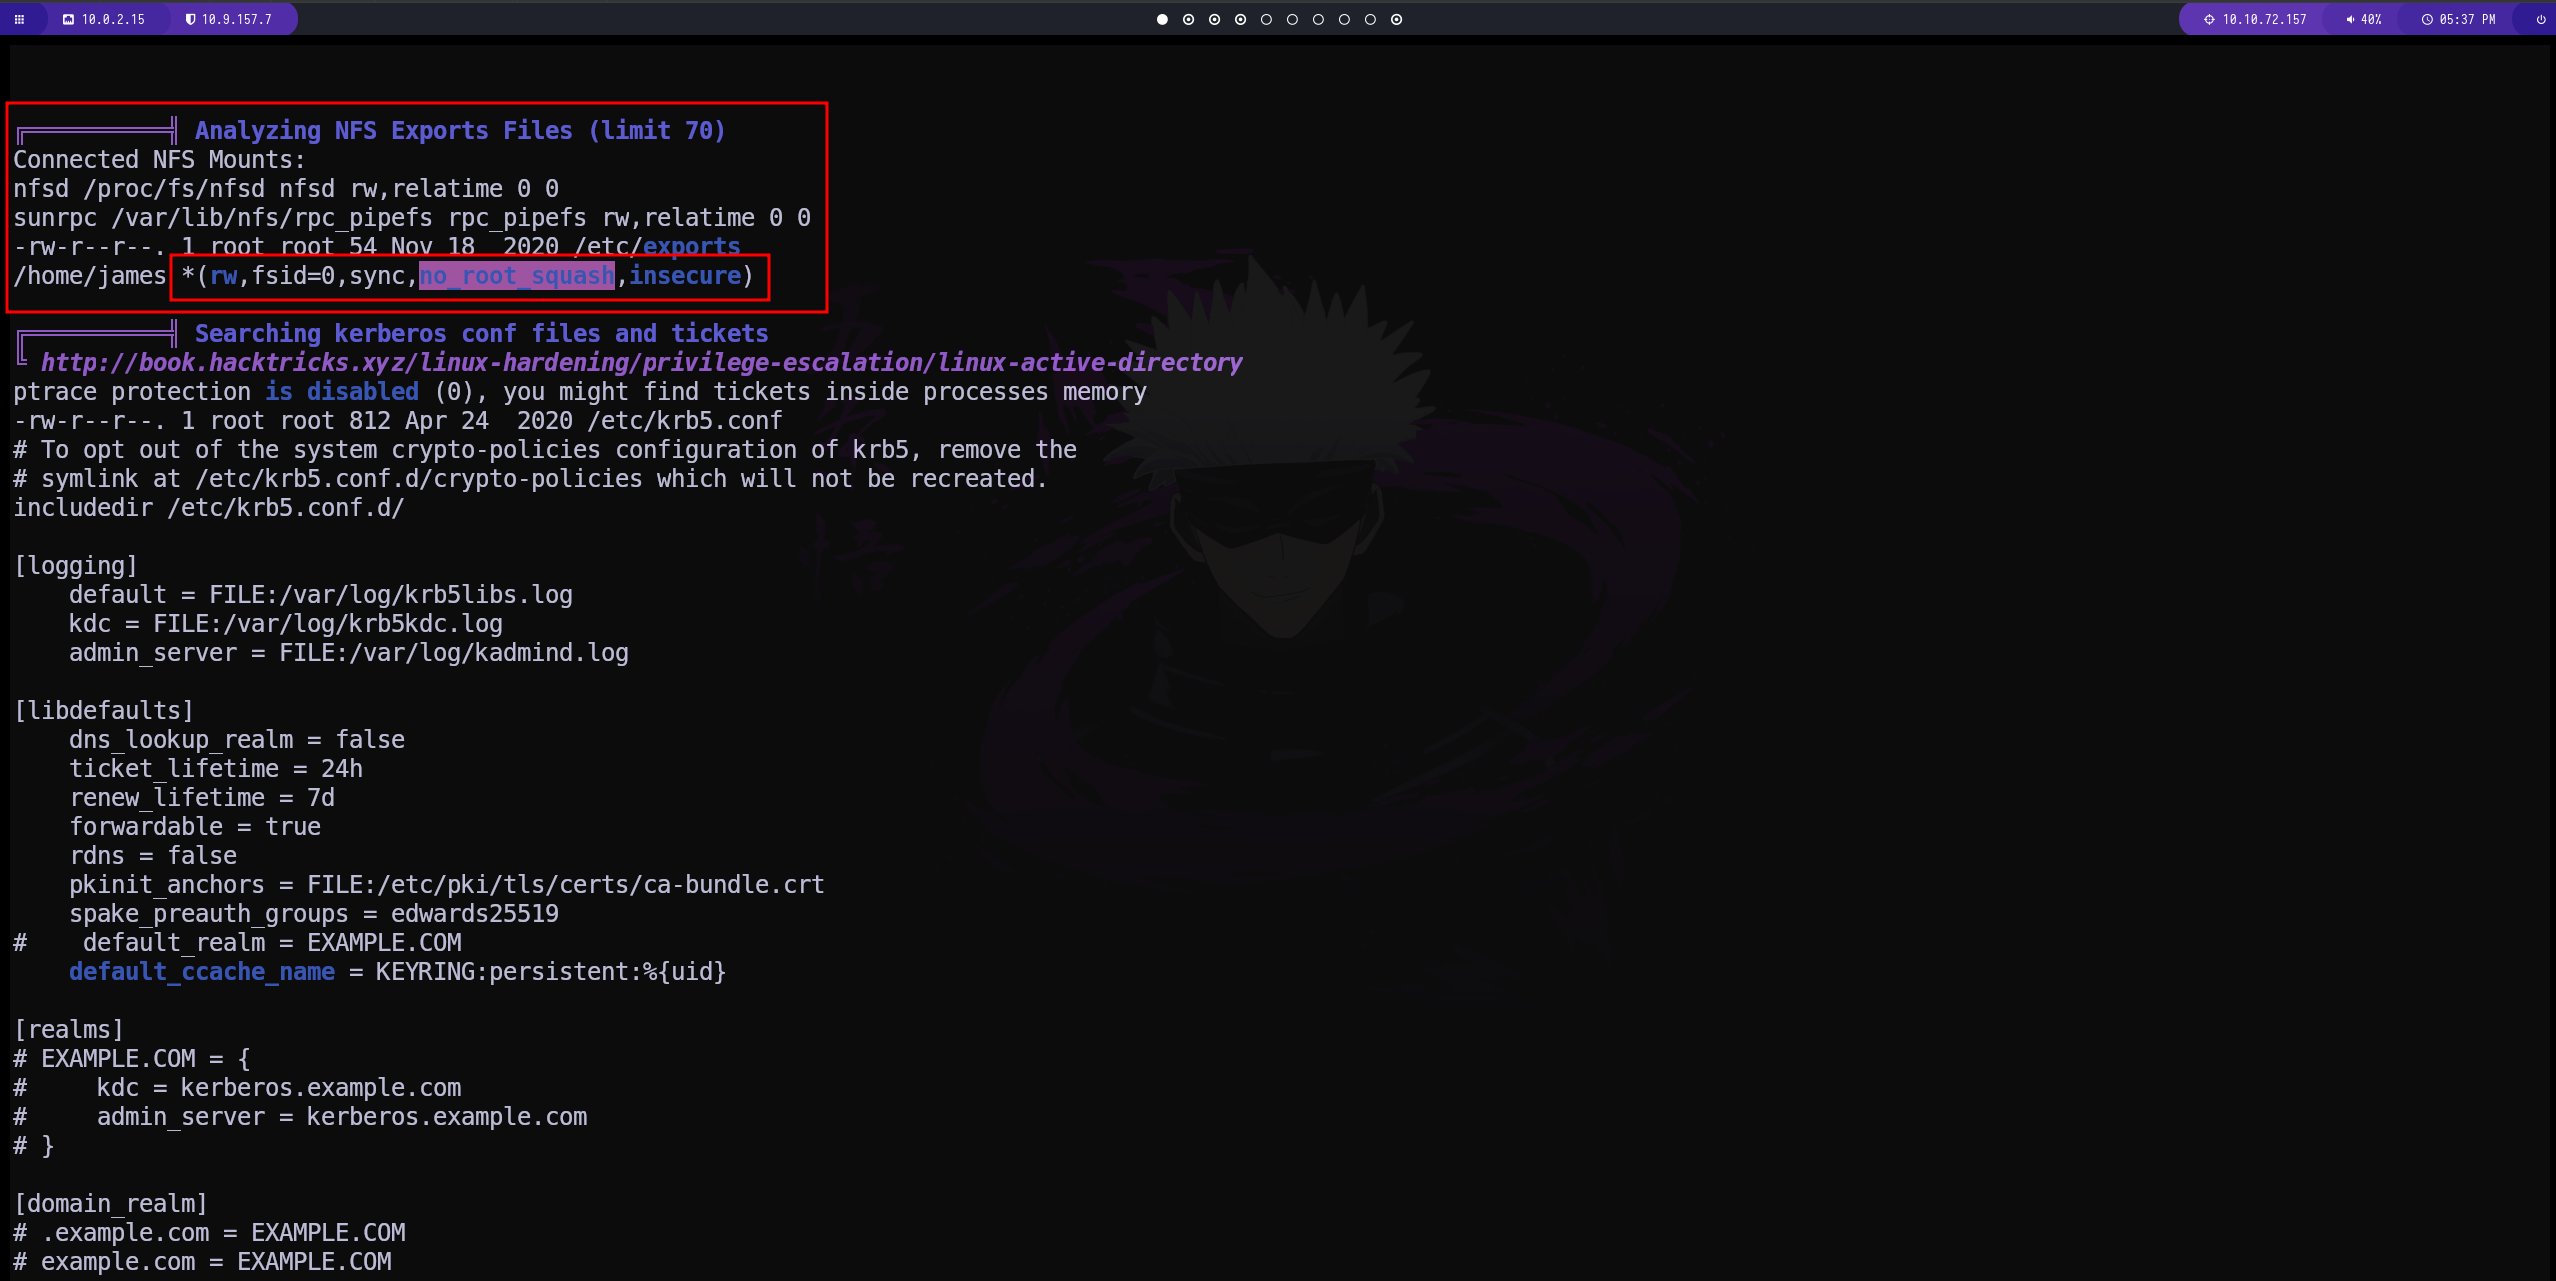 10.0.2.15 10.9.157.7 10.10.72.157 40% 05:37 PM
Analyzing NFS Exports Files (limit 70)
Connected NFS Mounts:
nfsd /proc/fs/nfsd nfsd rw,relatime 0 0
sunrpc /var/lib/nfs/rpc_pipefs rpc_pipefs rw,relatime 0 0
-rw-r--r--. 1 root root 54 Nov 18  2020 /etc/exports
/home/james *(rw,fsid=0,sync,no_root_squash,insecure)
Searching kerberos conf files and tickets
http://book.hacktricks.xyz/linux-hardening/privilege-escalation/linux-active-directory
ptrace protection is disabled (0), you might find tickets inside processes memory
-rw-r--r--. 1 root root 812 Apr 24  2020 /etc/krb5.conf
# To opt out of the system crypto-policies configuration of krb5, remove the
# symlink at /etc/krb5.conf.d/crypto-policies which will not be recreated.
includedir /etc/krb5.conf.d/
[logging]
    default = FILE:/var/log/krb5libs.log
    kdc = FILE:/var/log/krb5kdc.log
    admin_server = FILE:/var/log/kadmind.log
[libdefaults]
    dns_lookup_realm = false
    ticket_lifetime = 24h
    renew_lifetime = 7d
    forwardable = true
    rdns = false
    pkinit_anchors = FILE:/etc/pki/tls/certs/ca-bundle.crt
    spake_preauth_groups = edwards25519
#    default_realm = EXAMPLE.COM
    default_ccache_name = KEYRING:persistent:%{uid}
[realms]
# EXAMPLE.COM = {
#     kdc = kerberos.example.com
#     admin_server = kerberos.example.com
# }
[domain_realm]
# .example.com = EXAMPLE.COM
# example.com = EXAMPLE.COM